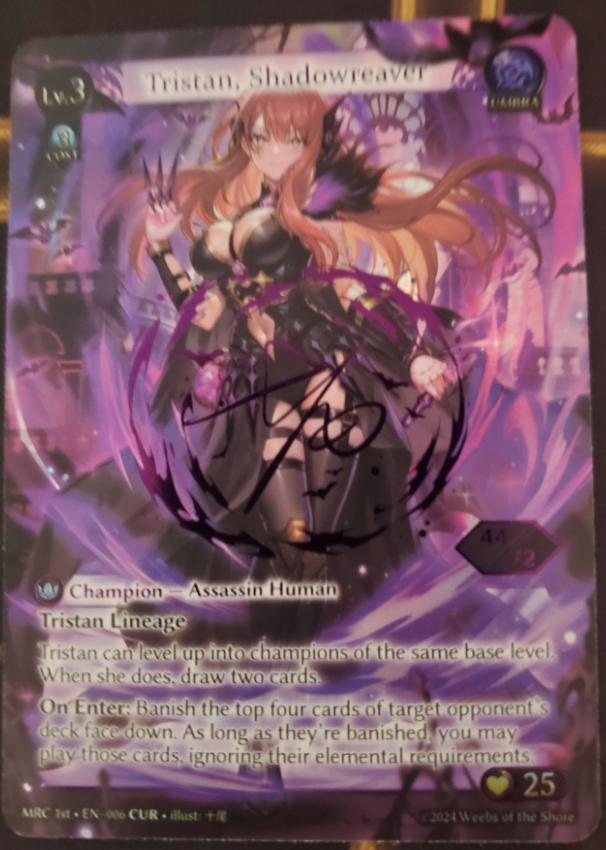 Lv.3
Tristan, Shadowreaver
UMBRA
3
COST
44
72
Champion — Assassin Human
Tristan Lineage
Tristan can level up into champions of the same base level.
When she does, draw two cards.
On Enter: Banish the top four cards of target opponent's
deck face down. As long as they're banished, you may
play those cards, ignoring their elemental requirements.
25
MRC 1st • EN-006 CUR • illust: 十尾
©2024 Weebs of the Shore